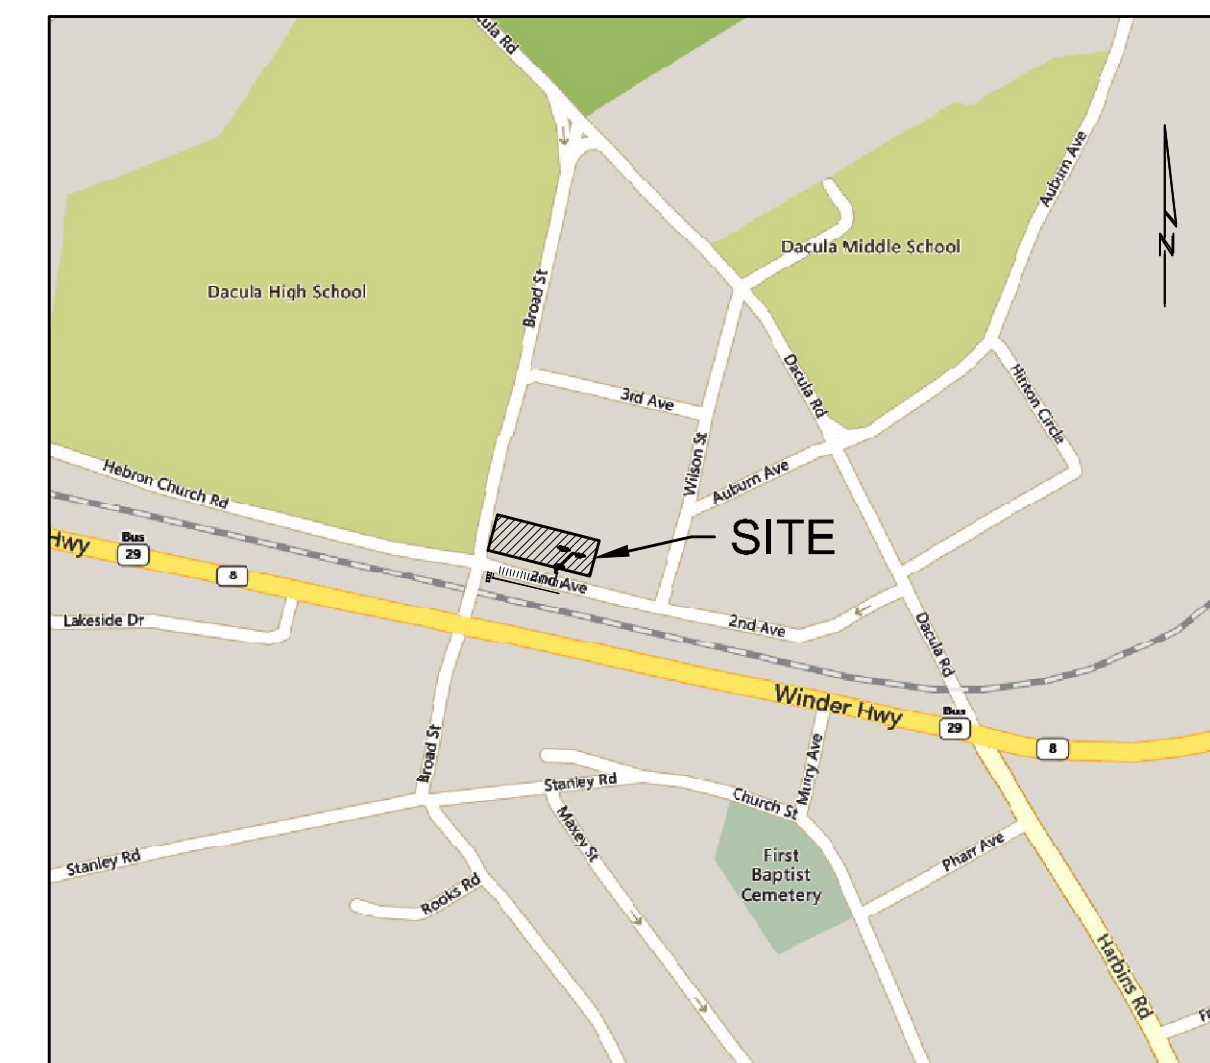 cula Rd
Auburn Ave
Dacula Middle School
N
Dacula High School
Broad St
Dacula Rd
Hinton Circle
3rd Ave
Wilson St
Auburn Ave
Hebron Church Rd
SITE
Hwy
Bus
29
8
2nd Ave
Lakeside Dr
2nd Ave
Dacula Rd
Winder Hwy
Bus
29
8
Broad St
Murry Ave
Stanley Rd
Church St
Maxey St
Stanley Rd
Pharr Ave
First
Baptist
Cemetery
Rooks Rd
Harbins Rd